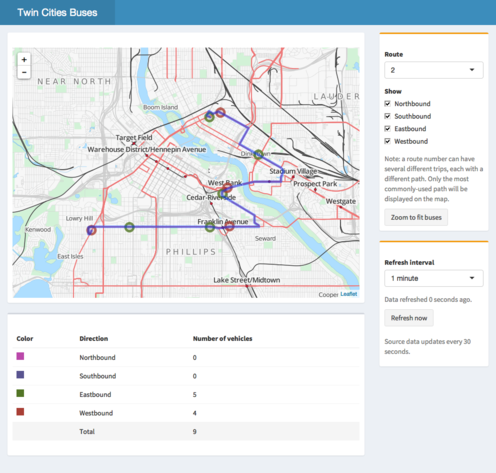 Twin Cities Buses
+
−
NEAR NORTH
Boom Island
LAUDER
Target Field
Warehouse District/Hennepin Avenue
Stadium Village
West Bank
Prospect Park
Cedar-Riverside
Westgate
Lowry Hill
Franklin Avenue
Kenwood
Seward
East Isles
PHILLIPS
Lake Street/Midtown
Cooper
Leaflet
Route
2
Show
Northbound
Southbound
Eastbound
Westbound
Note: a route number can have
several different trips, each with a
different path. Only the most
commonly-used path will be
displayed on the map.
Zoom to fit buses
Refresh interval
1 minute
Data refreshed 0 seconds ago.
Refresh now
Source data updates every 30
seconds.
Color Direction Number of vehicles
Northbound 0
Southbound 0
Eastbound 5
Westbound 4
Total 9